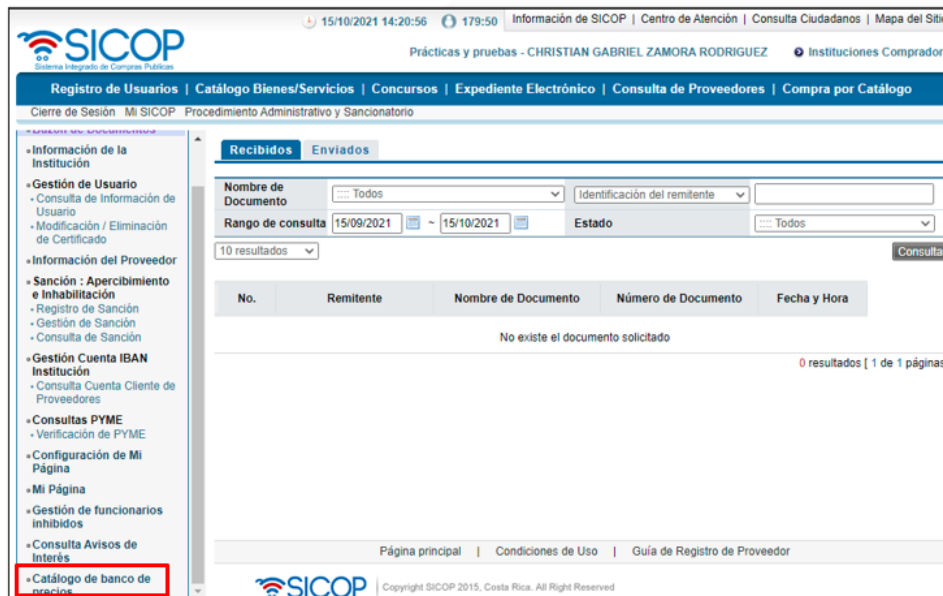 15/10/2021 14:20:56 179:50 Información de SICOP | Centro de Atención | Consulta Ciudadanos | Mapa del Siti
SICOP
Sistema Integrado de Compras Públicas
Prácticas y pruebas - CHRISTIAN GABRIEL ZAMORA RODRIGUEZ Instituciones Comprador
Registro de Usuarios | Catálogo Bienes/Servicios | Concursos | Expediente Electrónico | Consulta de Proveedores | Compra por Catálogo
Cierre de Sesión Mi SICOP Procedimiento Administrativo y Sancionatorio
Buzón de Documentos
Información de la
Institución
Gestión de Usuario
Consulta de Información de
Usuario
Modificación / Eliminación
de Certificado
Información del Proveedor
Sanción : Apercibimiento
e Inhabilitación
Registro de Sanción
Gestión de Sanción
Consulta de Sanción
Gestión Cuenta IBAN
Institución
Consulta Cuenta Cliente de
Proveedores
Consultas PYME
Verificación de PYME
Configuración de Mi
Página
Mi Página
Gestión de funcionarios
inhibidos
Consulta Avisos de
Interés
Catálogo de banco de
precios
Recibidos Enviados
Nombre de
Documento
:::: Todos Identificación del remitente
Rango de consulta 15/09/2021 ~ 15/10/2021 Estado :::: Todos
10 resultados Consulta
No. Remitente Nombre de Documento Número de Documento Fecha y Hora
No existe el documento solicitado
0 resultados [ 1 de 1 páginas
Página principal | Condiciones de Uso | Guía de Registro de Proveedor
SICOP Copyright SICOP 2015, Costa Rica. All Right Reserved